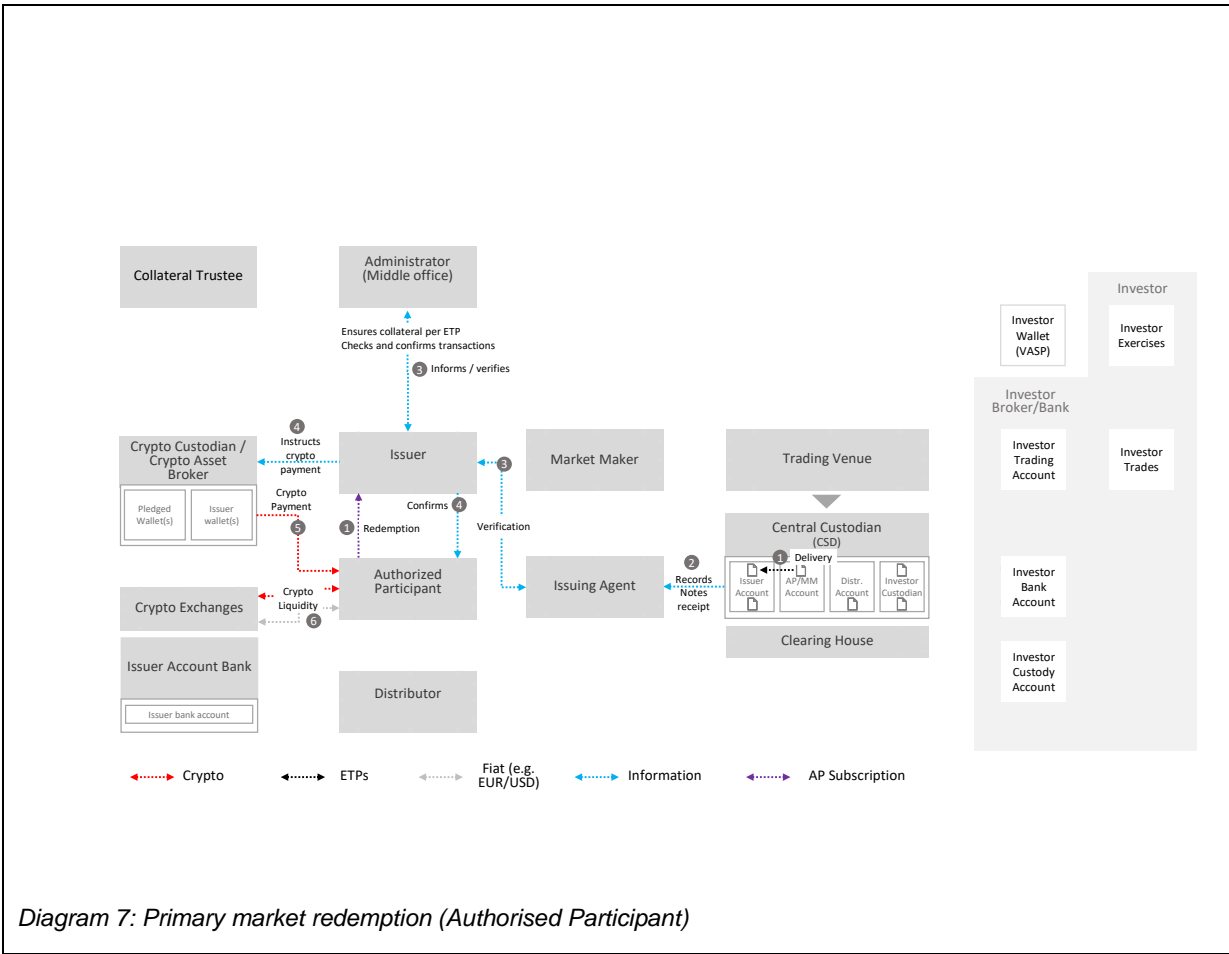 Collateral Trustee
Administrator
(Middle office)
Investor
Investor
Wallet
(VASP)
Investor
Exercises
Ensures collateral per ETP
Checks and confirms transactions
3 Informs / verifies
Investor
Broker/Bank
4
Instructs
crypto
payment
Crypto Custodian /
Crypto Asset
Broker
Pledged
Wallet(s)
Issuer
wallet(s)
Issuer
3
Market Maker
Trading Venue
Investor
Trading
Account
Investor
Trades
Crypto
Payment
5
1 Redemption
Confirms 4
Verification
Central Custodian
(CSD)
1 Delivery
Issuer
Account
AP/MM
Account
Distr.
Account
Investor
Custodian
2
Records
Notes
receipt
Authorized
Participant
Issuing Agent
Investor
Bank
Account
Crypto Exchanges
Crypto
Liquidity
6
Clearing House
Issuer Account Bank
Issuer bank account
Distributor
Investor
Custody
Account
Crypto
ETPs
Fiat (e.g.
EUR/USD)
Information
AP Subscription
Diagram 7: Primary market redemption (Authorised Participant)